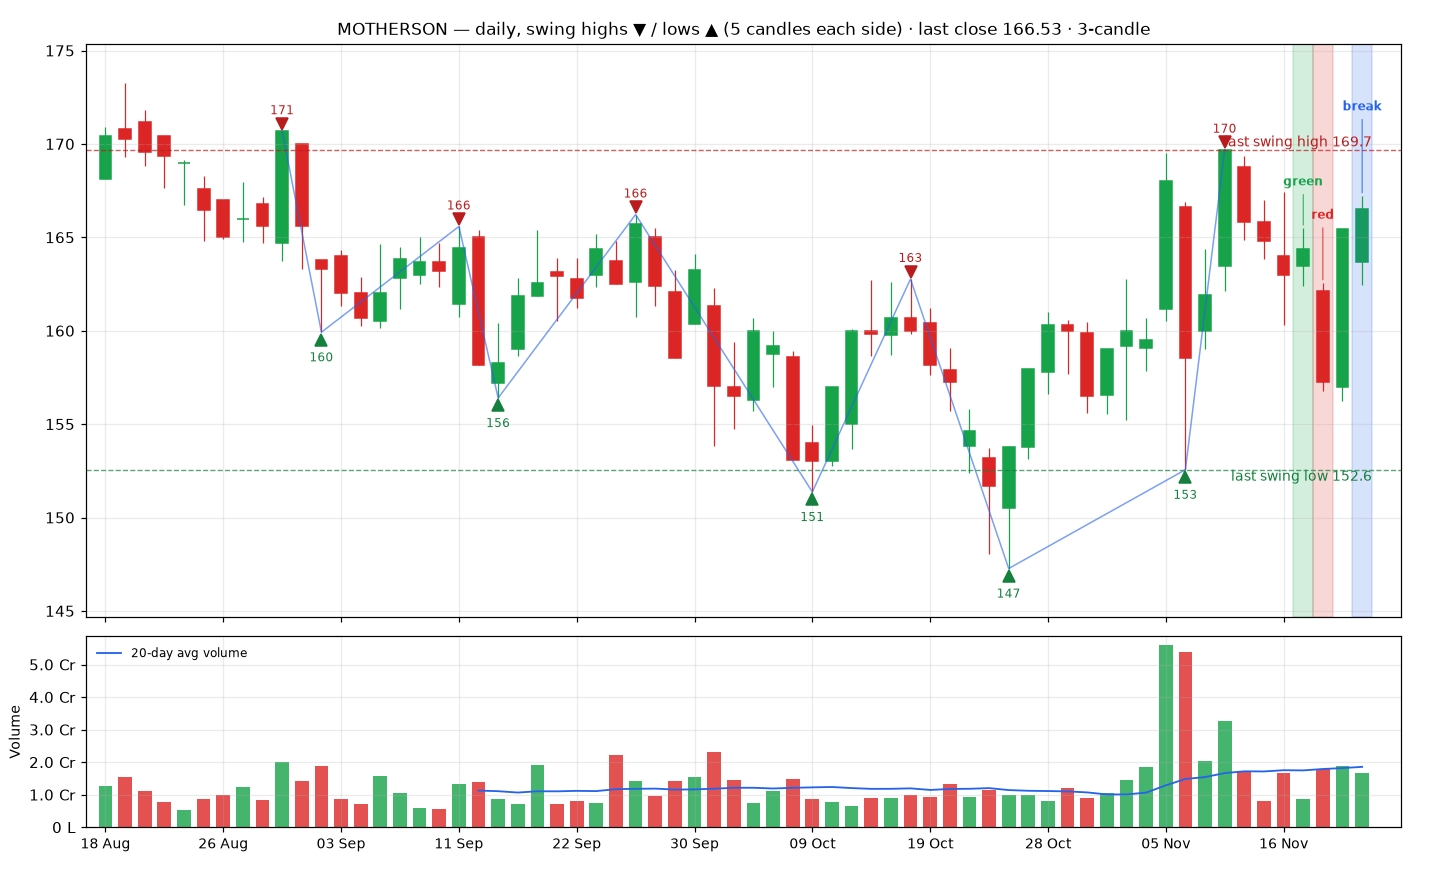 MOTHERSON — daily, swing highs ▼ / lows ▲ (5 candles each side) · last close 166.53 · 3-candle
175
170
165
160
155
150
145
171
160
166
156
166
151
163
147
153
170
last swing high 169.7
last swing low 152.6
green
red
break
20-day avg volume
Volume
5.0 Cr
4.0 Cr
3.0 Cr
2.0 Cr
1.0 Cr
0 L
18 Aug
26 Aug
03 Sep
11 Sep
22 Sep
30 Sep
09 Oct
19 Oct
28 Oct
05 Nov
16 Nov